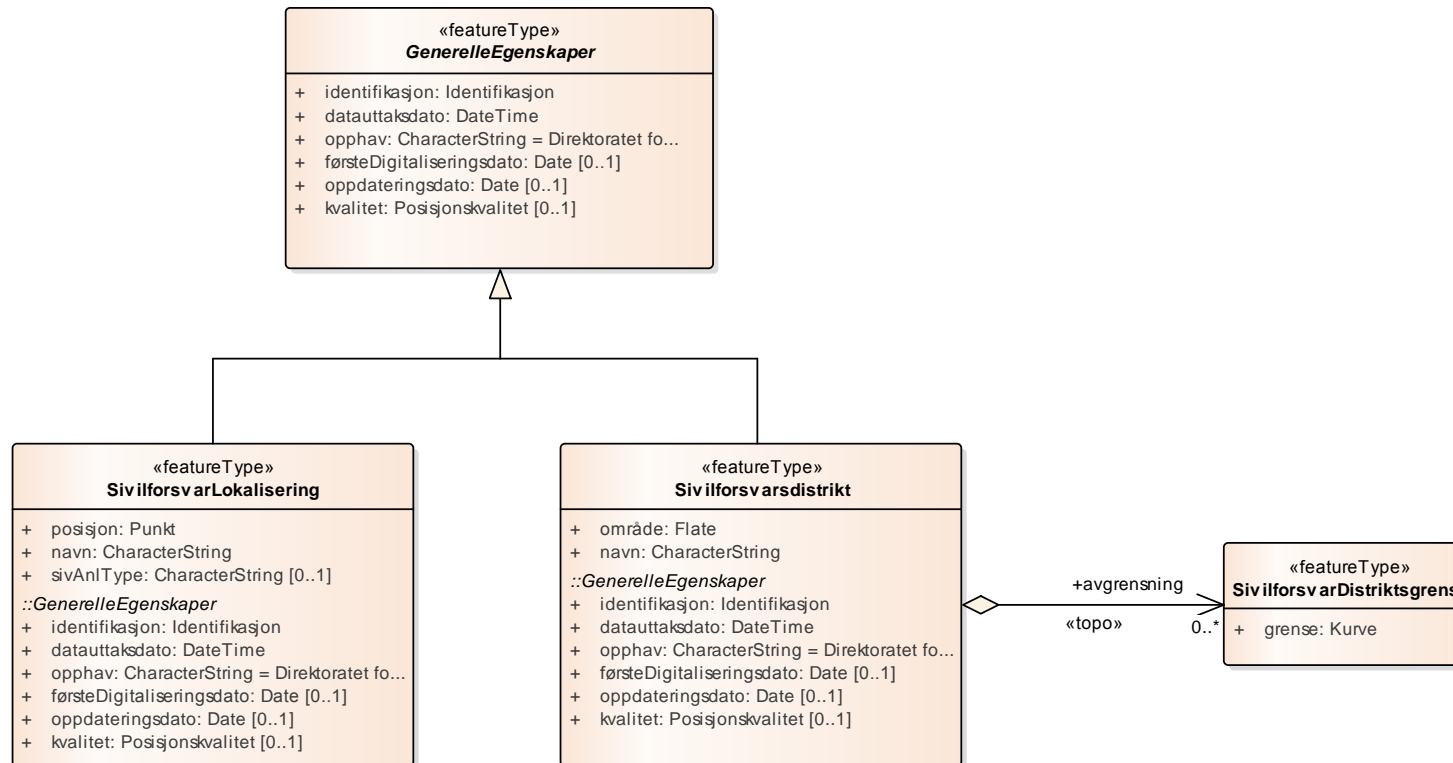 «featureType»
GenerelleEgenskaper
+ identifikasjon: Identifikasjon
+ datauttaksdato: DateTime
+ opphav: CharacterString = Direktoratet fo...
+ førsteDigitaliseringsdato: Date [0..1]
+ oppdateringsdato: Date [0..1]
+ kvalitet: Posisjonskvalitet [0..1]
«featureType»
SivilforsvarLokalisering
+ posisjon: Punkt
+ navn: CharacterString
+ sivAnlType: CharacterString [0..1]
::GenerelleEgenskaper
+ identifikasjon: Identifikasjon
+ datauttaksdato: DateTime
+ opphav: CharacterString = Direktoratet fo...
+ førsteDigitaliseringsdato: Date [0..1]
+ oppdateringsdato: Date [0..1]
+ kvalitet: Posisjonskvalitet [0..1]
«featureType»
Sivilforsvarsdistrikt
+ område: Flate
+ navn: CharacterString
::GenerelleEgenskaper
+ identifikasjon: Identifikasjon
+ datauttaksdato: DateTime
+ opphav: CharacterString = Direktoratet fo...
+ førsteDigitaliseringsdato: Date [0..1]
+ oppdateringsdato: Date [0..1]
+ kvalitet: Posisjonskvalitet [0..1]
+avgrensning
«topo»
0..*
«featureType»
SivilforsvarDistriktsgrens
+ grense: Kurve